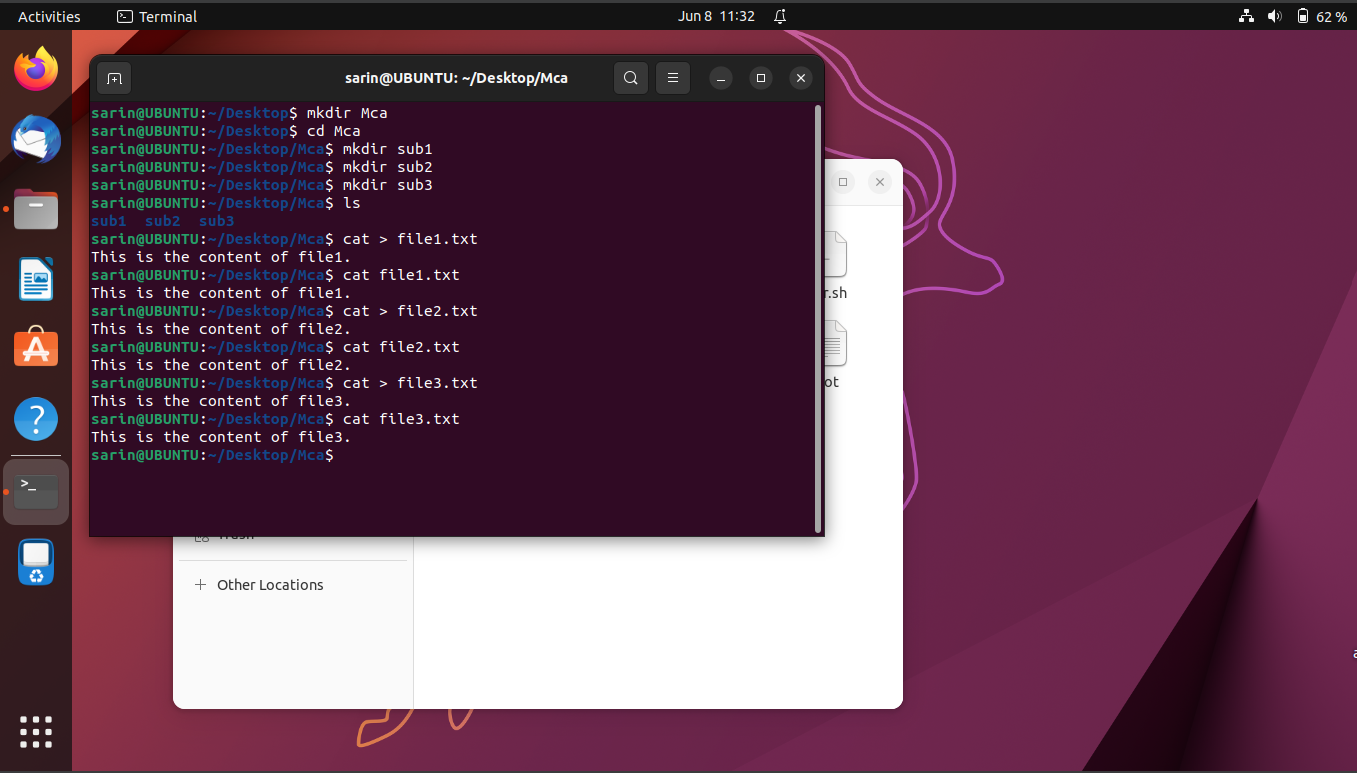 Activities
Terminal
Jun 8 11:32
62 %
sarin@UBUNTU: ~/Desktop/Mca
sarin@UBUNTU:~/Desktop$ mkdir Mca
sarin@UBUNTU:~/Desktop$ cd Mca
sarin@UBUNTU:~/Desktop/Mca$ mkdir sub1
sarin@UBUNTU:~/Desktop/Mca$ mkdir sub2
sarin@UBUNTU:~/Desktop/Mca$ mkdir sub3
sarin@UBUNTU:~/Desktop/Mca$ ls
sub1 sub2 sub3
sarin@UBUNTU:~/Desktop/Mca$ cat > file1.txt
This is the content of file1.
sarin@UBUNTU:~/Desktop/Mca$ cat file1.txt
This is the content of file1.
sarin@UBUNTU:~/Desktop/Mca$ cat > file2.txt
This is the content of file2.
sarin@UBUNTU:~/Desktop/Mca$ cat file2.txt
This is the content of file2.
sarin@UBUNTU:~/Desktop/Mca$ cat > file3.txt
This is the content of file3.
sarin@UBUNTU:~/Desktop/Mca$ cat file3.txt
This is the content of file3.
sarin@UBUNTU:~/Desktop/Mca$
r.sh
ot
Trash
Other Locations